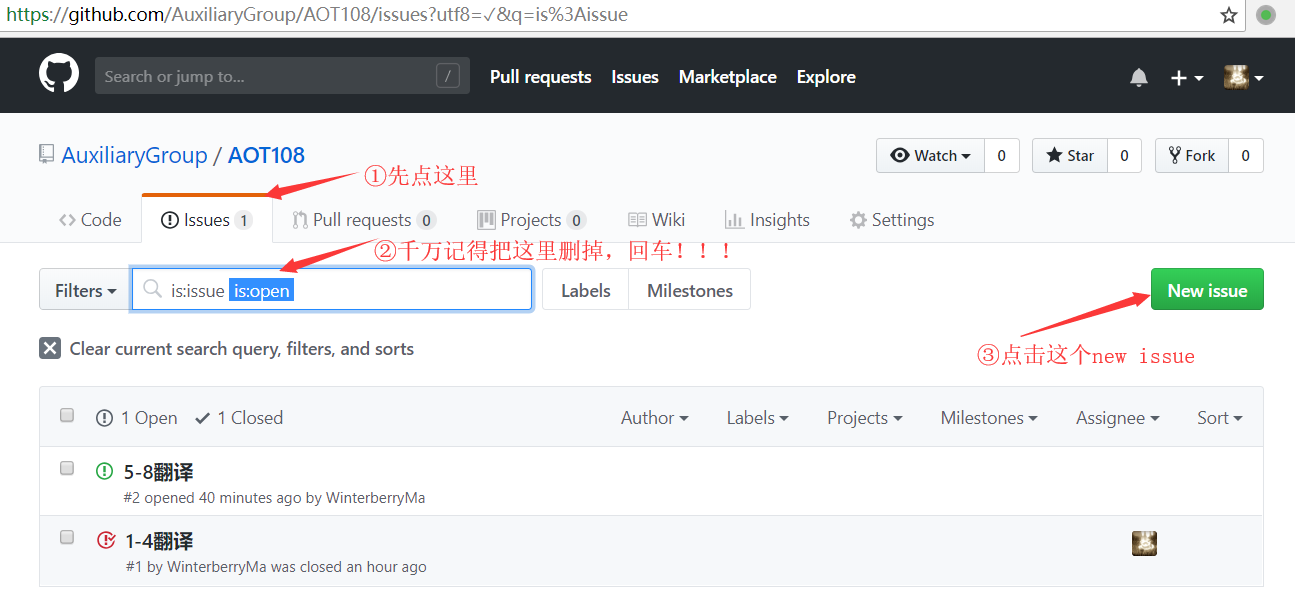 https://github.com/AuxiliaryGroup/AOT108/issues?utf8=✓&q=is%3Aissue
Search or jump to... /
Pull requests Issues Marketplace Explore
AuxiliaryGroup / AOT108
Watch 0 Star 0 Fork 0
①先点这里
Code Issues 1 Pull requests 0 Projects 0 Wiki Insights Settings
②千万记得把这里删掉，回车！！！
Filters is:issue is:open Labels Milestones New issue
Clear current search query, filters, and sorts
③点击这个new issue
1 Open 1 Closed Author Labels Projects Milestones Assignee Sort
5-8翻译
#2 opened 40 minutes ago by WinterberryMa
1-4翻译
#1 by WinterberryMa was closed an hour ago